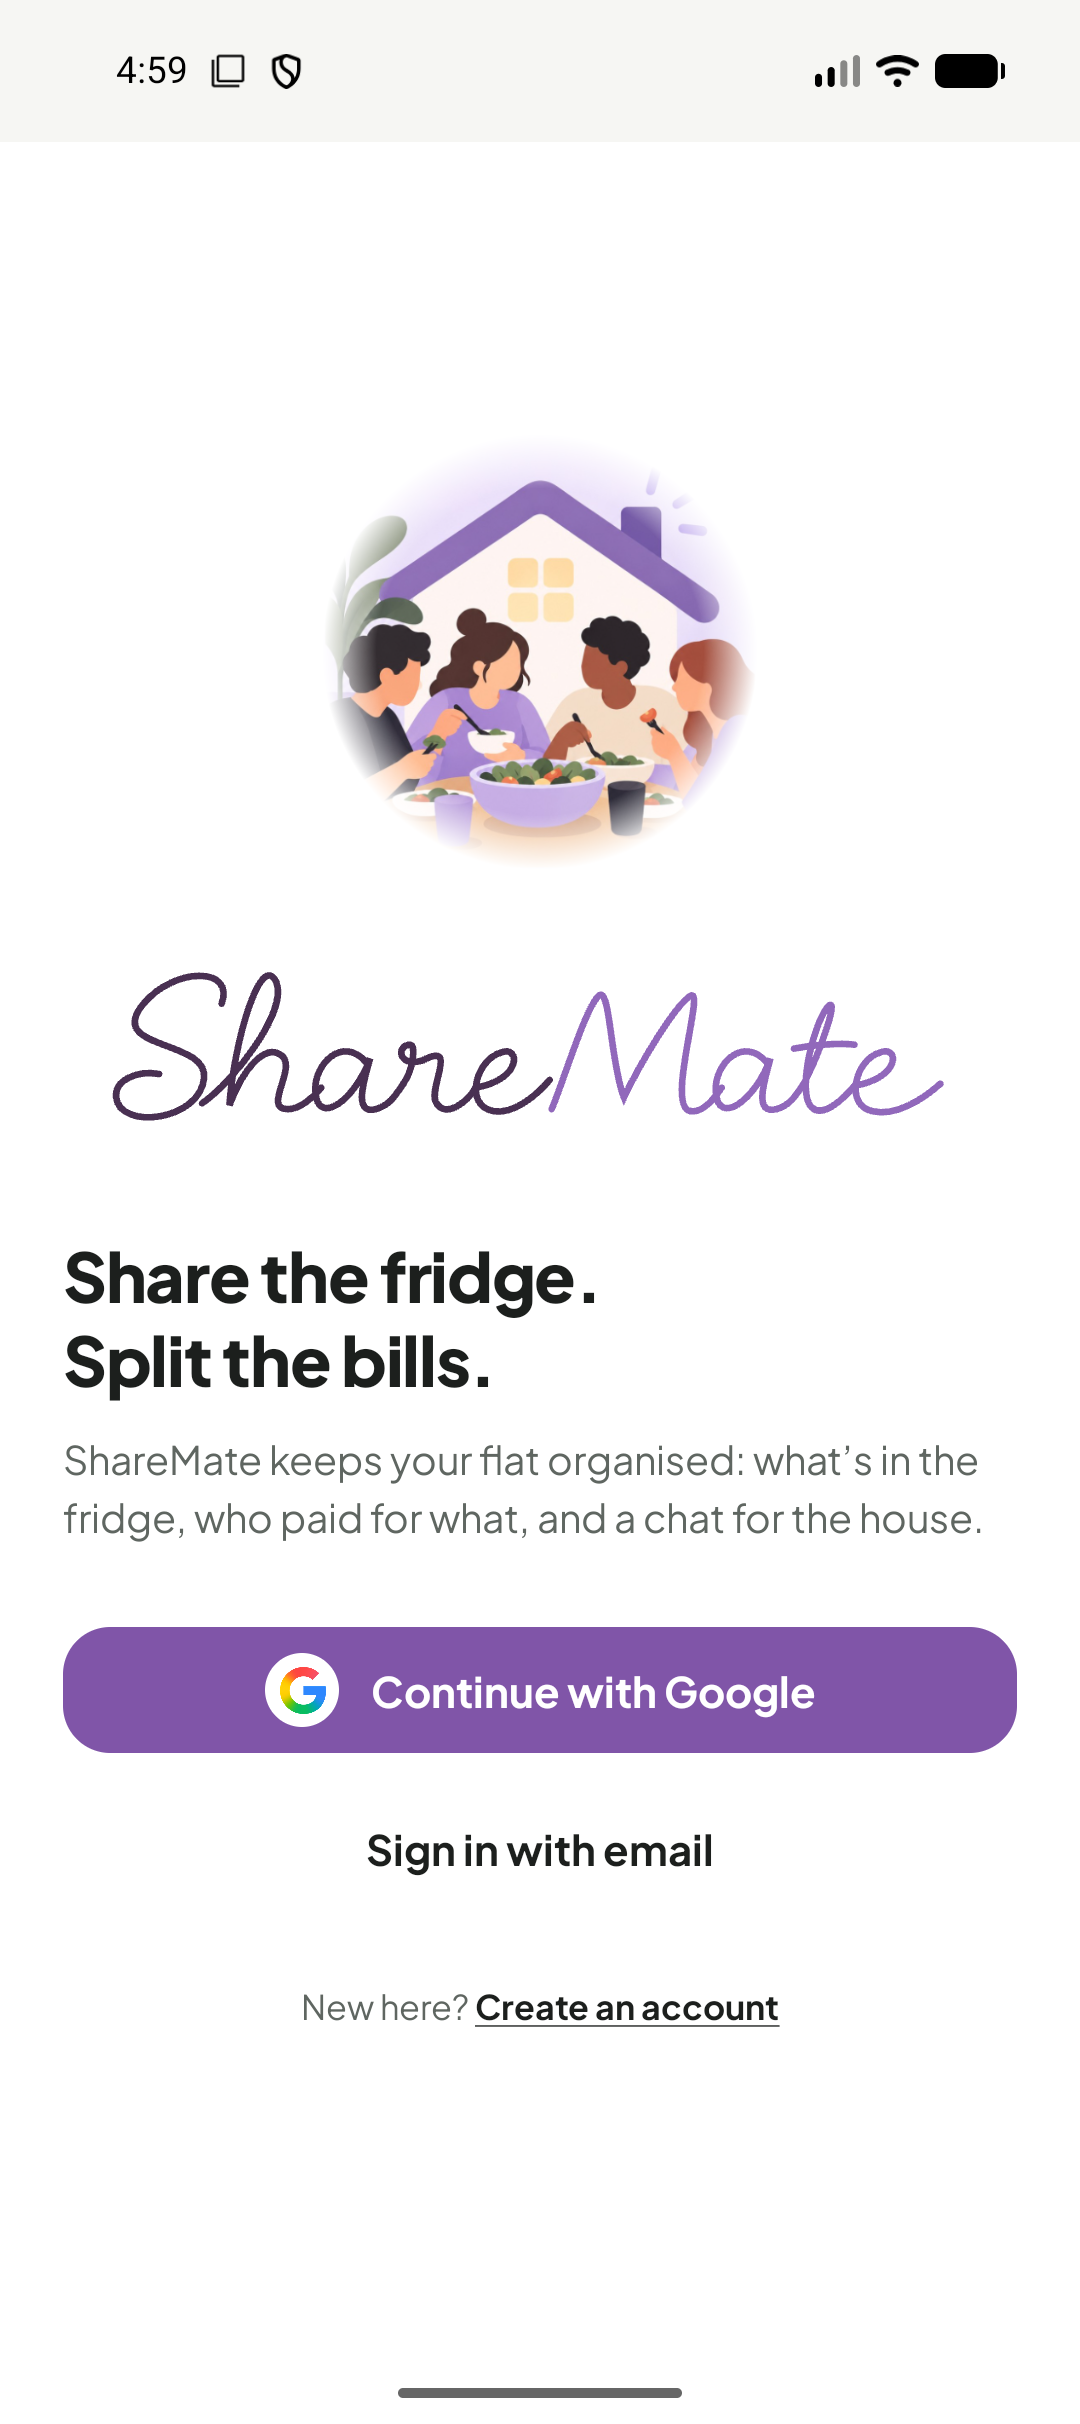 4:59
ShareMate
Share the fridge.
Split the bills.
ShareMate keeps your flat organised: what’s in the
fridge, who paid for what, and a chat for the house.
Continue with Google
Sign in with email
New here? Create an account